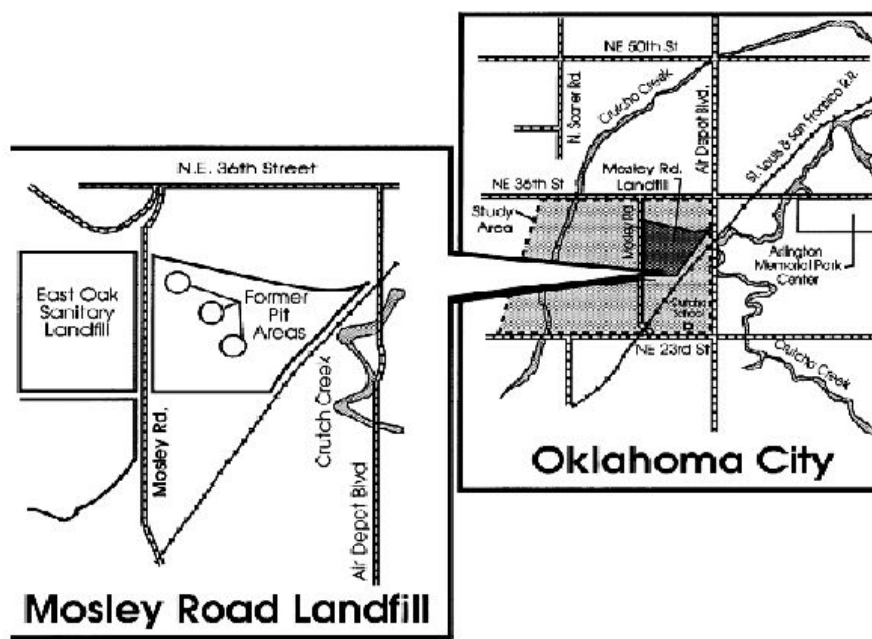 N.E. 36th Street
East Oak
Sanitary
Landfill
Former
Pit
Areas
Mosley Rd.
Crutch Creek
Air Depot Blvd
Mosley Road Landfill
NE 50th St
N. Sooner Rd.
Crutcho Creek
Air Depot Blvd.
St. Louis & San Francisco R.R.
NE 36th St
Mosley Rd.
Landfill
Study
Area
Mosley Rd
Arlington
Memorial Park
Center
Crutcho
School
NE 23rd St
Crutcho Creek
Oklahoma City